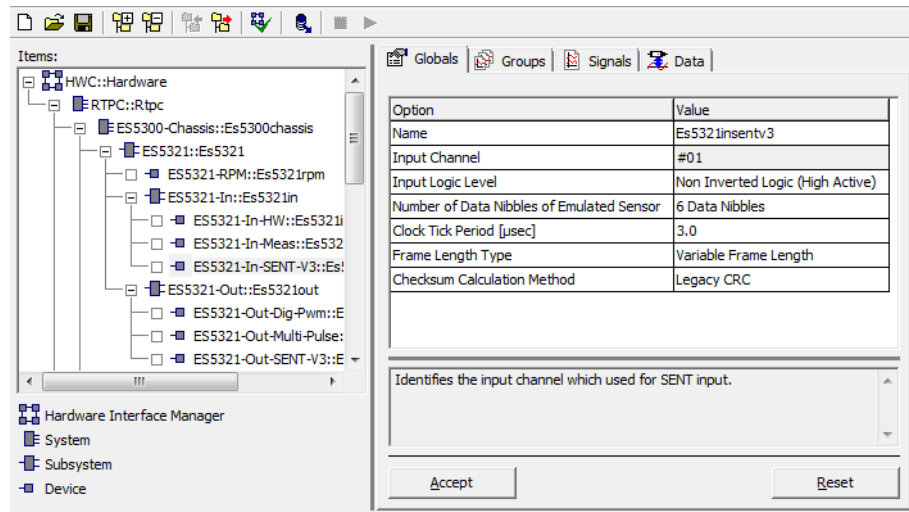 Items:
HWC::Hardware
RTPC::Rtpc
ES5300-Chassis::Es5300chassis
ES5321::Es5321
ES5321-RPM::Es5321rpm
ES5321-In::Es5321in
ES5321-In-HW::Es5321i
ES5321-In-Meas::Es532
ES5321-In-SENT-V3::Es
ES5321-Out::Es5321out
ES5321-Out-Dig-Pwm::E
ES5321-Out-Multi-Pulse:
ES5321-Out-SENT-V3::E
Hardware Interface Manager
System
Subsystem
Device
Globals Groups Signals Data
Option Value
Name Es5321insentv3
Input Channel #01
Input Logic Level Non Inverted Logic (High Active)
Number of Data Nibbles of Emulated Sensor 6 Data Nibbles
Clock Tick Period [µsec] 3.0
Frame Length Type Variable Frame Length
Checksum Calculation Method Legacy CRC
Identifies the input channel which used for SENT input.
Accept Reset